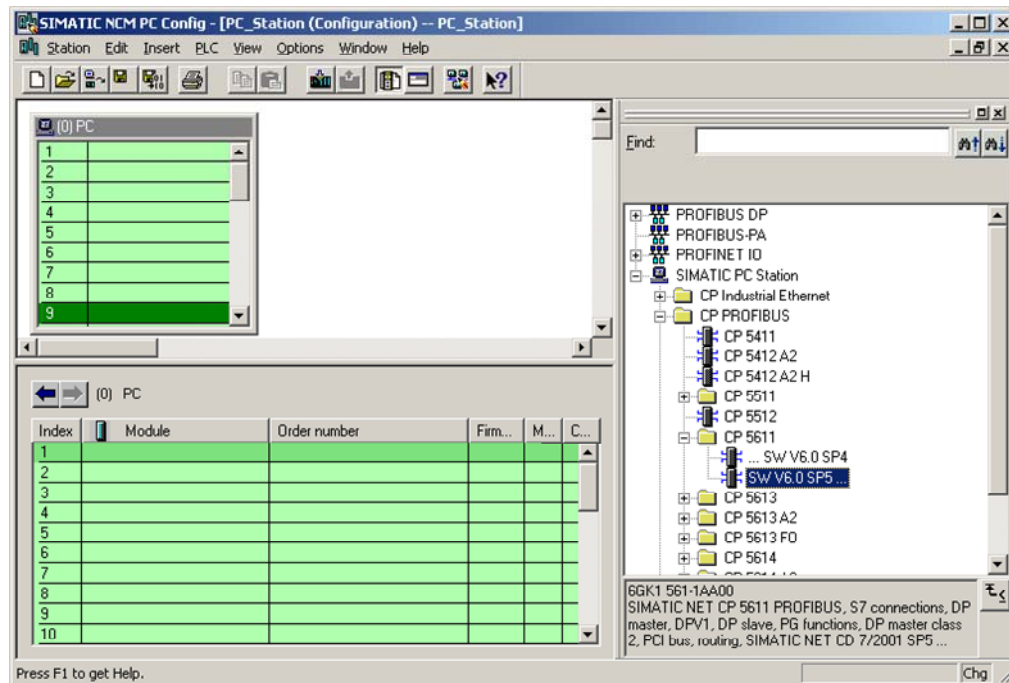 SIMATIC NCM PC Config - [PC_Station (Configuration) -- PC_Station]
Station Edit Insert PLC View Options Window Help
(0) PC
1
2
3
4
5
6
7
8
9
Find:
PROFIBUS DP
PROFIBUS-PA
PROFINET IO
SIMATIC PC Station
CP Industrial Ethernet
CP PROFIBUS
CP 5411
CP 5412 A2
CP 5412 A2 H
CP 5511
CP 5512
CP 5611
... SW V6.0 SP4
SW V6.0 SP5 ...
CP 5613
CP 5613 A2
CP 5613 FO
CP 5614
(0) PC
Index Module Order number Firm... M... C...
1
2
3
4
5
6
7
8
9
10
6GK1 561-1AA00
SIMATIC NET CP 5611 PROFIBUS, S7 connections, DP
master, DPV1, DP slave, PG functions, DP master class
2, PCI bus, routing, SIMATIC NET CD 7/2001 SP5 ...
Press F1 to get Help.
Chg